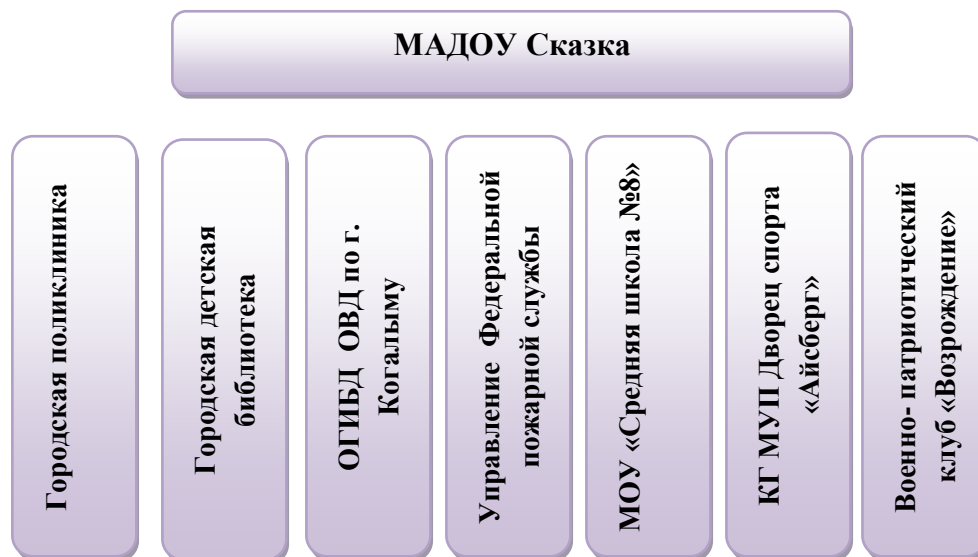 МАДОУ Сказка
Городская поликлиника
Городская детская
библиотека
ОГИБД ОВД по г.
Когалыму
Управление Федеральной
пожарной службы
МОУ «Средняя школа №8»
КГ МУП Дворец спорта
«Айсберг»
Военно- патриотический
клуб «Возрождение»